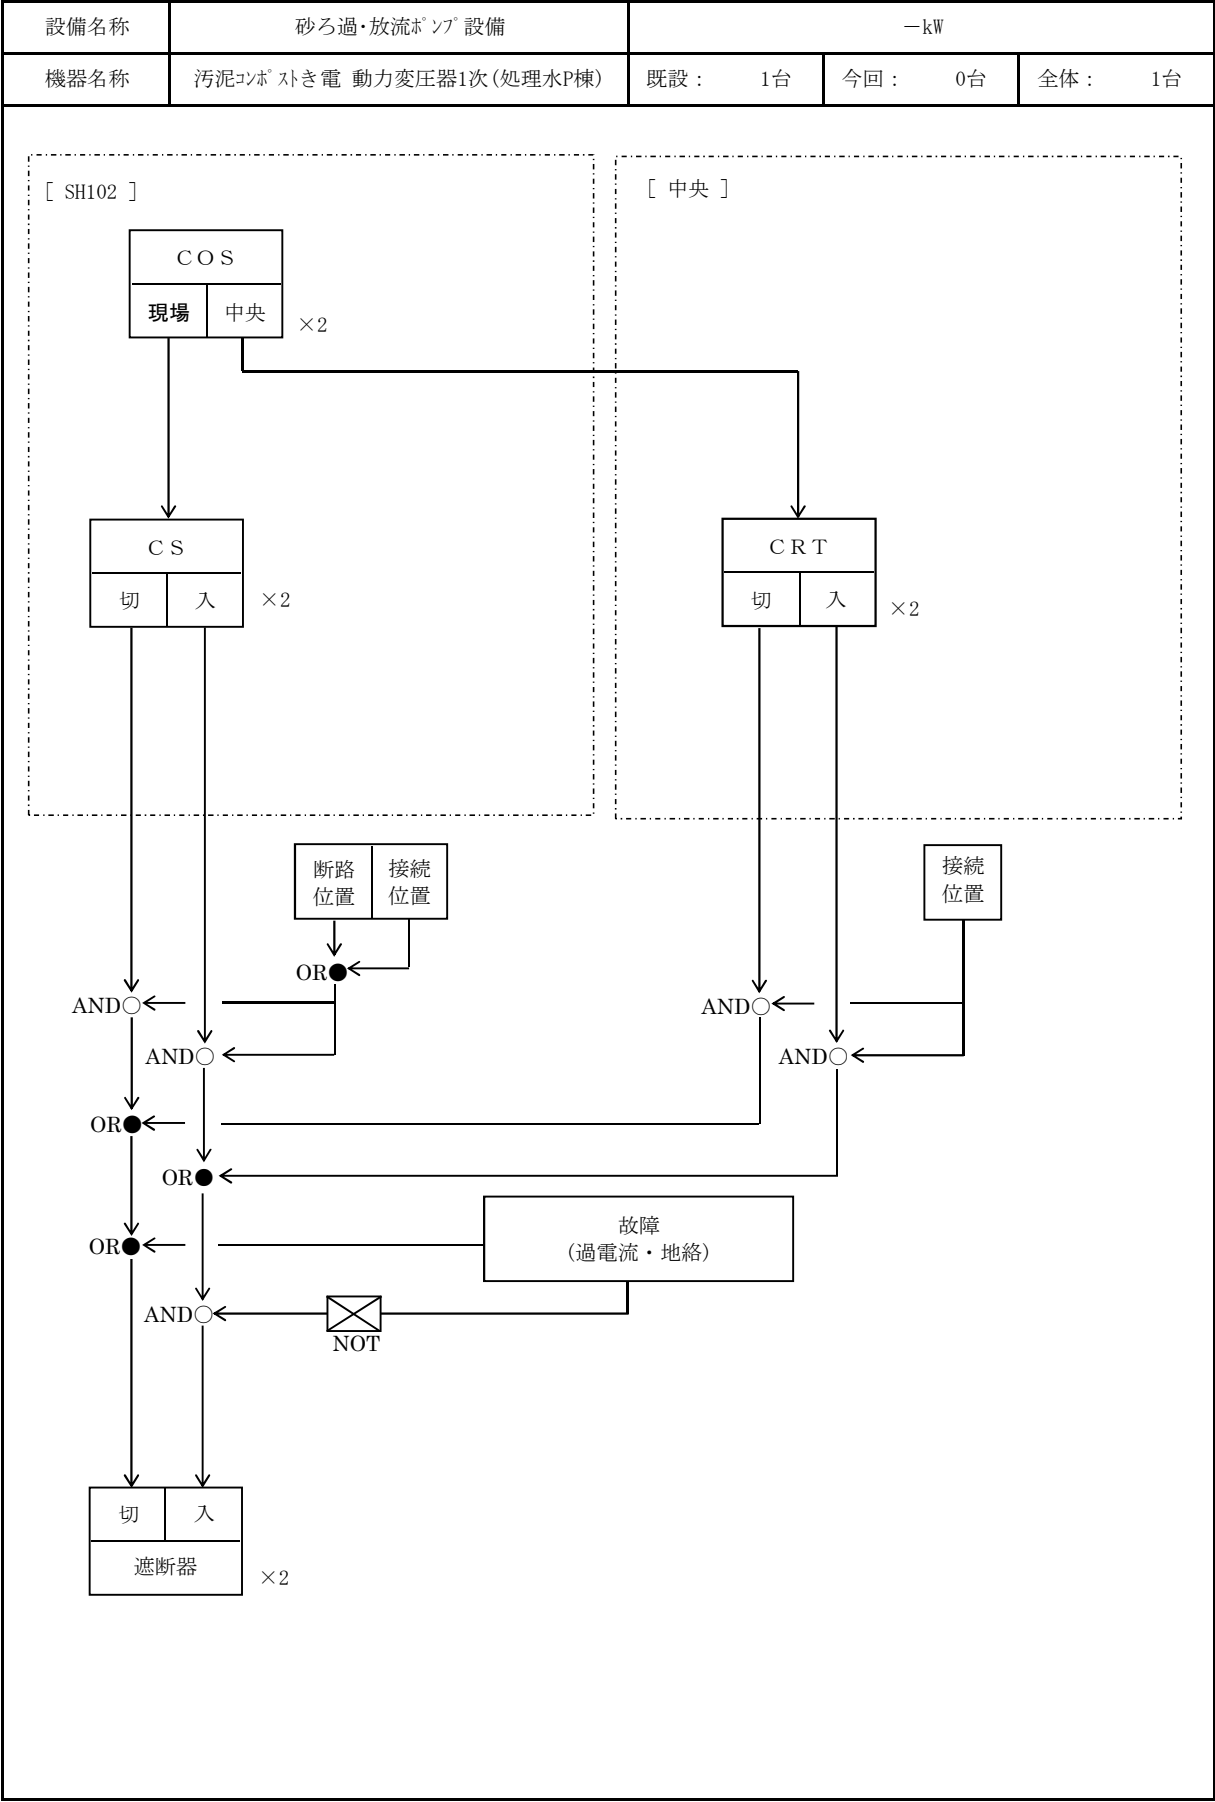 設備名称 砂ろ過・放流ﾎﾟﾝﾌﾟ設備 －kW
機器名称 汚泥ｺﾝﾎﾟｽﾄき電 動力変圧器1次(処理水P棟) 既設： 1台 今回： 0台 全体： 1台
[ SH102 ]
[ 中央 ]
ＣＯＳ
現場 中央
×2
ＣＳ
切 入
×2
ＣＲＴ
切 入
×2
断路
位置
接続
位置
接続
位置
OR●
AND○
AND○
AND○
AND○
OR●
OR●
故障
(過電流・地絡)
OR●
AND○
NOT
切 入
遮断器
×2